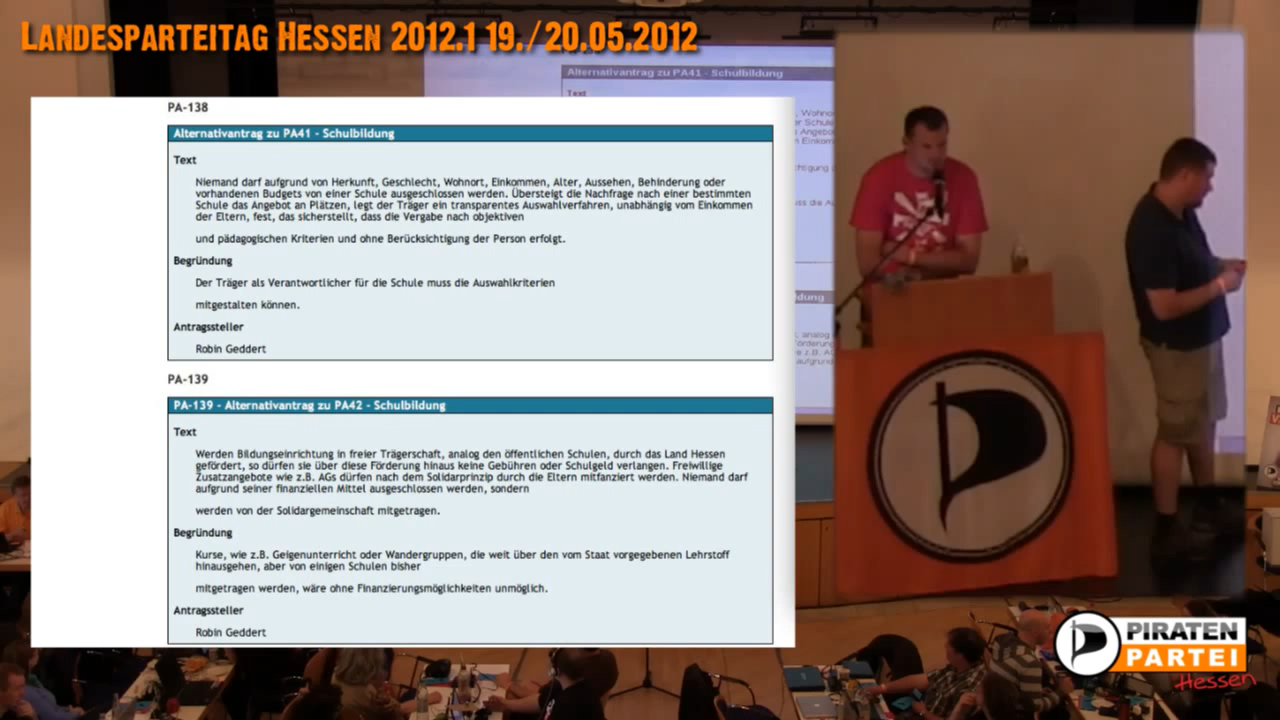 LANDESPARTEITAG HESSEN 2012.1 19./20.05.2012
PA-138
Alternativantrag zu PA41 - Schulbildung
Text
Niemand darf aufgrund von Herkunft, Geschlecht, Wohnort, Einkommen, Alter, Aussehen, Behinderung oder
vorhandenen Budgets von einer Schule ausgeschlossen werden. Übersteigt die Nachfrage nach einer bestimmten
Schule das Angebot an Plätzen, legt der Träger ein transparentes Auswahlverfahren, unabhängig vom Einkommen
der Eltern, fest, das sicherstellt, dass die Vergabe nach objektiven
und pädagogischen Kriterien und ohne Berücksichtigung der Person erfolgt.
Begründung
Der Träger als Verantwortlicher für die Schule muss die Auswahlkriterien
mitgestalten können.
Antragssteller
Robin Geddert
PA-139
PA-139 - Alternativantrag zu PA42 - Schulbildung
Text
Werden Bildungseinrichtung in freier Trägerschaft, analog den öffentlichen Schulen, durch das Land Hessen
gefördert, so dürfen sie über diese Förderung hinaus keine Gebühren oder Schulgeld verlangen. Freiwillige
Zusatzangebote wie z.B. AGs dürfen nach dem Solidarprinzip durch die Eltern mitfanziert werden. Niemand darf
aufgrund seiner finanziellen Mittel ausgeschlossen werden, sondern
werden von der Solidargemeinschaft mitgetragen.
Begründung
Kurse, wie z.B. Geigenunterricht oder Wandergruppen, die weit über den vom Staat vorgegebenen Lehrstoff
hinausgehen, aber von einigen Schulen bisher
mitgetragen werden, wäre ohne Finanzierungsmöglichkeiten unmöglich.
Antragssteller
Robin Geddert
Alternativantrag zu PA41 - Schulbildung
Text
PIRATEN
PARTEI
Hessen